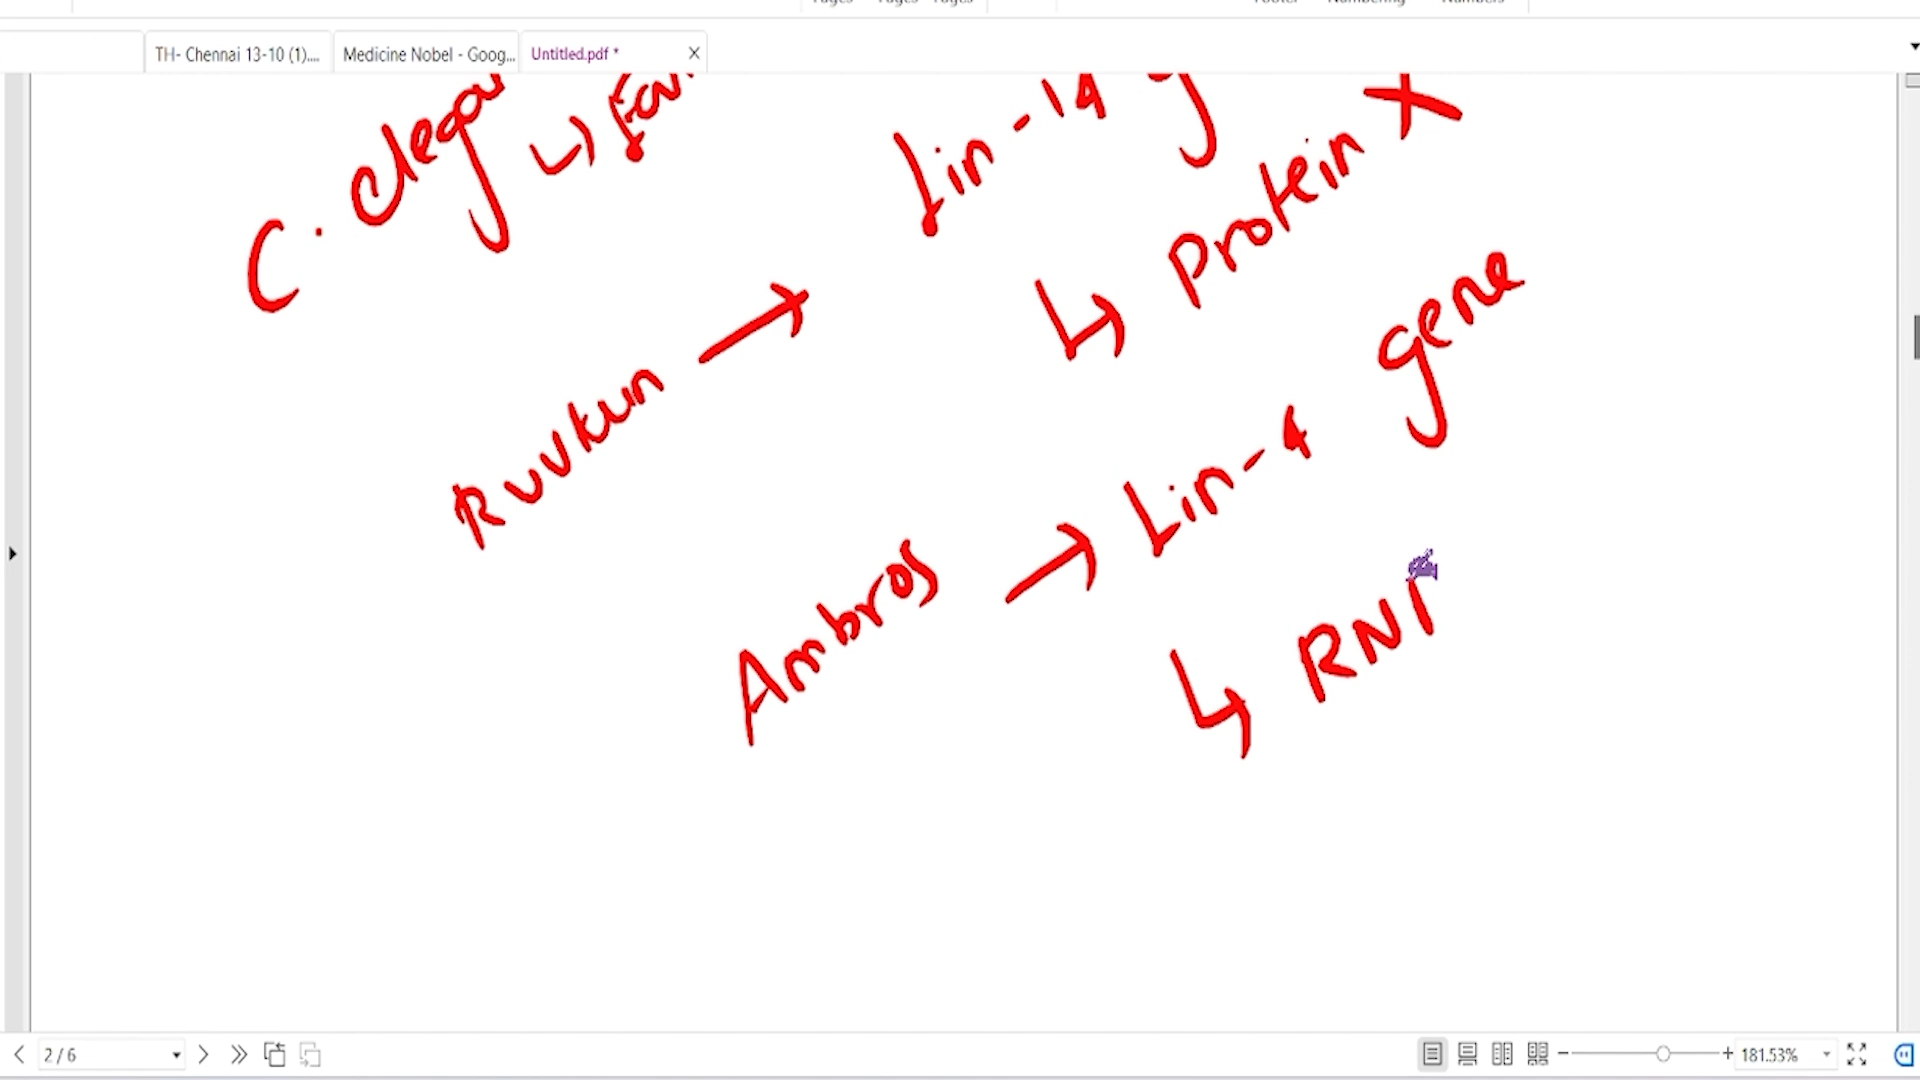 TH- Chennai 13-10 (1)....
Medicine Nobel - Goog...
Untitled.pdf *
C. elega
Lin-14 g
Protein X
Ruvkun →
Lin-4 gene
Ambros →
RN
2 / 6
181.53%